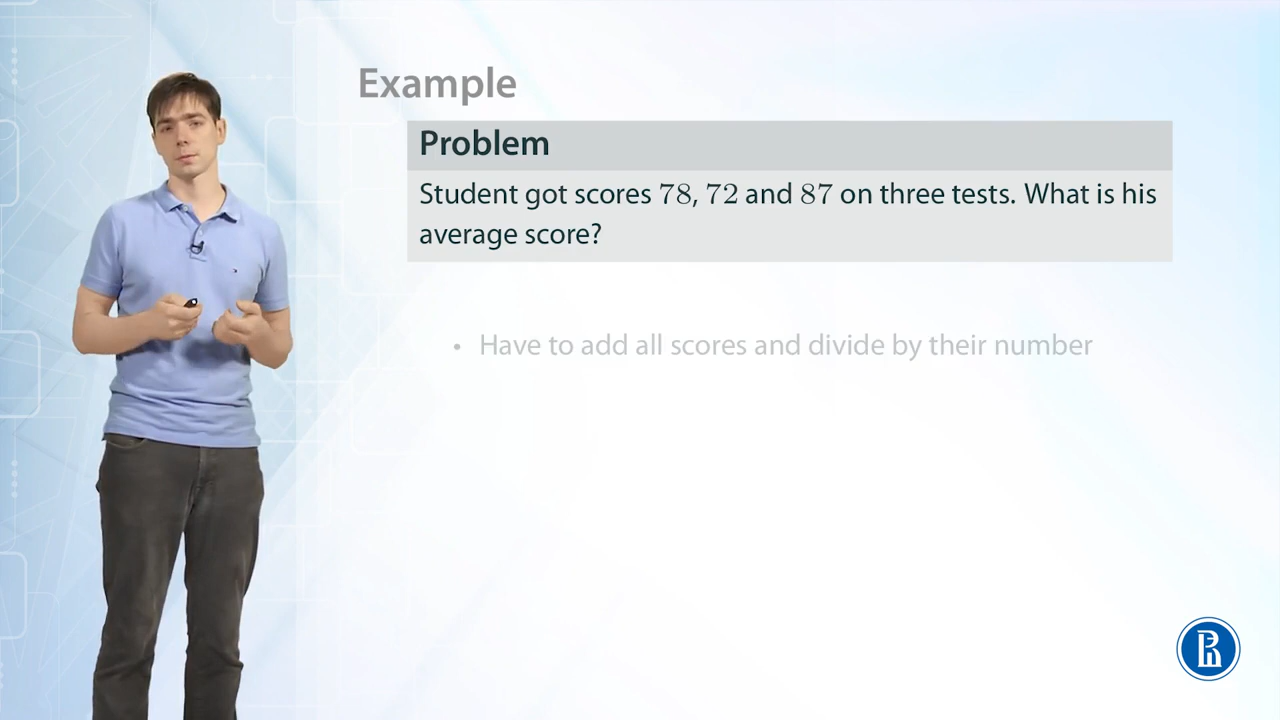 Example
Problem
Student got scores 78, 72 and 87 on three tests. What is his
average score?
• Have to add all scores and divide by their number